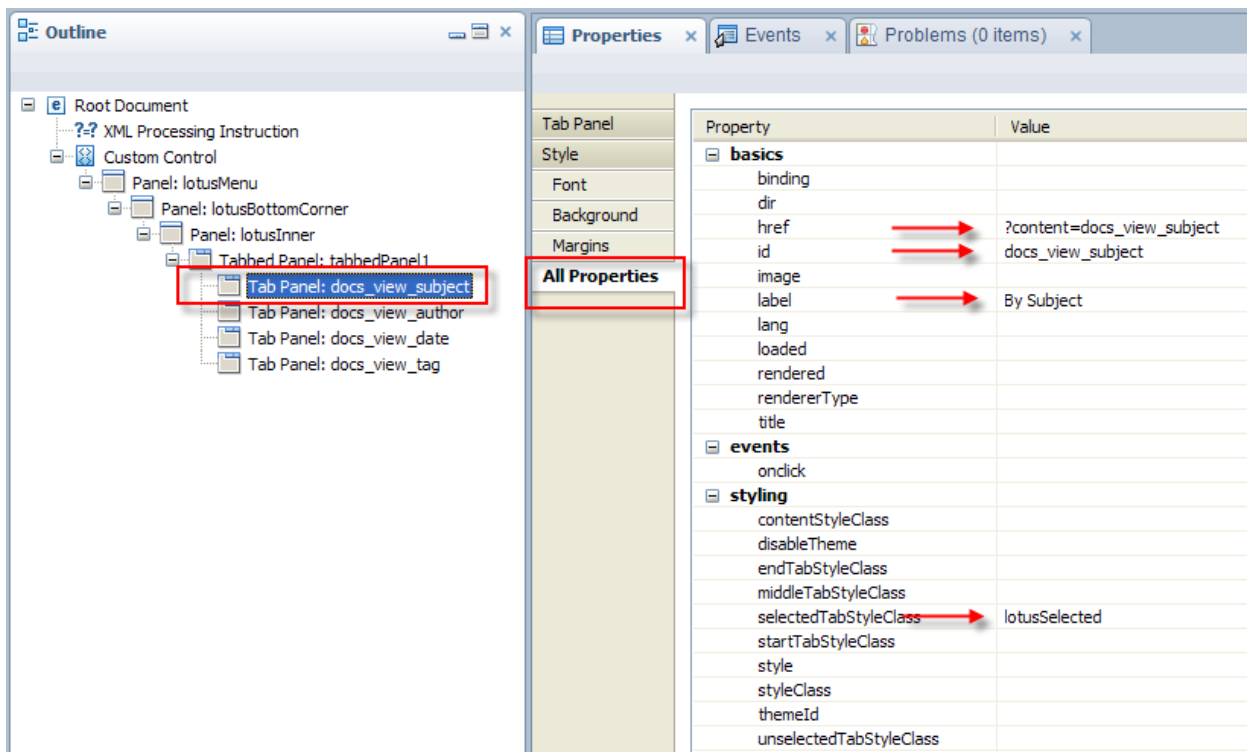 Outline
Root Document
?=? XML Processing Instruction
Custom Control
Panel: lotusMenu
Panel: lotusBottomCorner
Panel: lotusInner
Tabbed Panel: tabbedPanel1
Tab Panel: docs_view_subject
Tab Panel: docs_view_author
Tab Panel: docs_view_date
Tab Panel: docs_view_tag
Properties Events Problems (0 items)
Tab Panel
Style
Font
Background
Margins
All Properties
Property Value
basics
binding
dir
href ?content=docs_view_subject
id docs_view_subject
image
label By Subject
lang
loaded
rendered
rendererType
title
events
onclick
styling
contentStyleClass
disableTheme
endTabStyleClass
middleTabStyleClass
selectedTabStyleClass lotusSelected
startTabStyleClass
style
styleClass
themeId
unselectedTabStyleClass